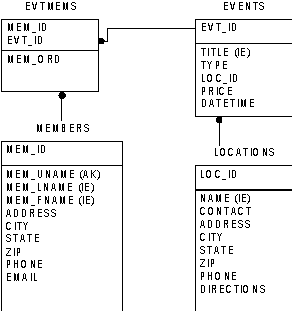 EVTMEMS
MEM_ID
EVT_ID
MEM_ORD
EVENTS
EVT_ID
TITLE (IE)
TYPE
LOC_ID
PRICE
DATETIME
MEMBERS
MEM_ID
MEM_UNAME (AK)
MEM_LNAME (IE)
MEM_FNAME (IE)
ADDRESS
CITY
STATE
ZIP
PHONE
EMAIL
LOCATIONS
LOC_ID
NAME (IE)
CONTACT
ADDRESS
CITY
STATE
ZIP
PHONE
DIRECTIONS